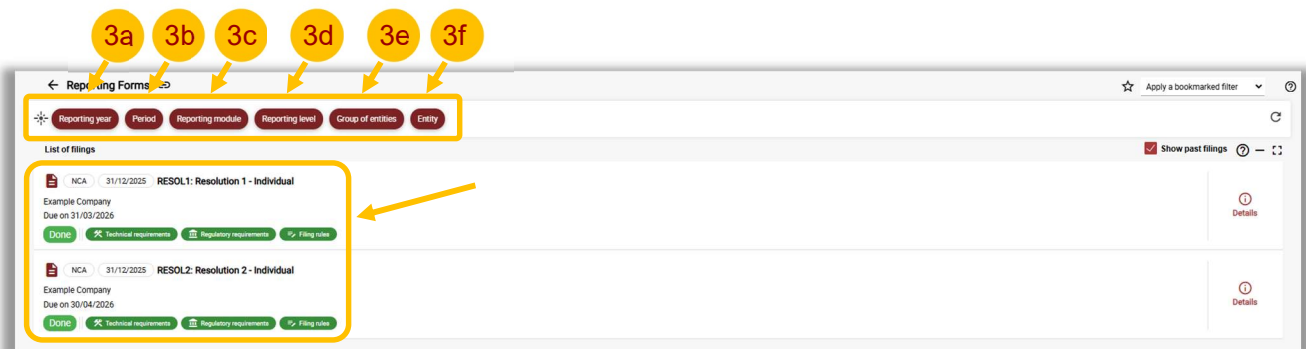 3a 3b 3c 3d 3e 3f
Reporting Forms Apply a bookmarked filter
Reporting year Period Reporting module Reporting level Group of entities Entity
List of filings Show past filings
NCA 31/12/2025 RESOL1: Resolution 1 - Individual
Example Company
Due on 31/03/2026
Done Technical requirements Regulatory requirements Filing rules
Details
NCA 31/12/2025 RESOL2: Resolution 2 - Individual
Example Company
Due on 30/04/2026
Done Technical requirements Regulatory requirements Filing rules
Details